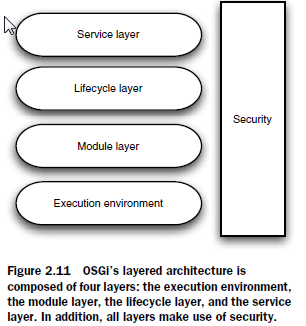 Service layer
Lifecycle layer
Module layer
Execution environment
Security
Figure 2.11 OSGi's layered architecture is
composed of four layers: the execution environment,
the module layer, the lifecycle layer, and the service
layer. In addition, all layers make use of security.